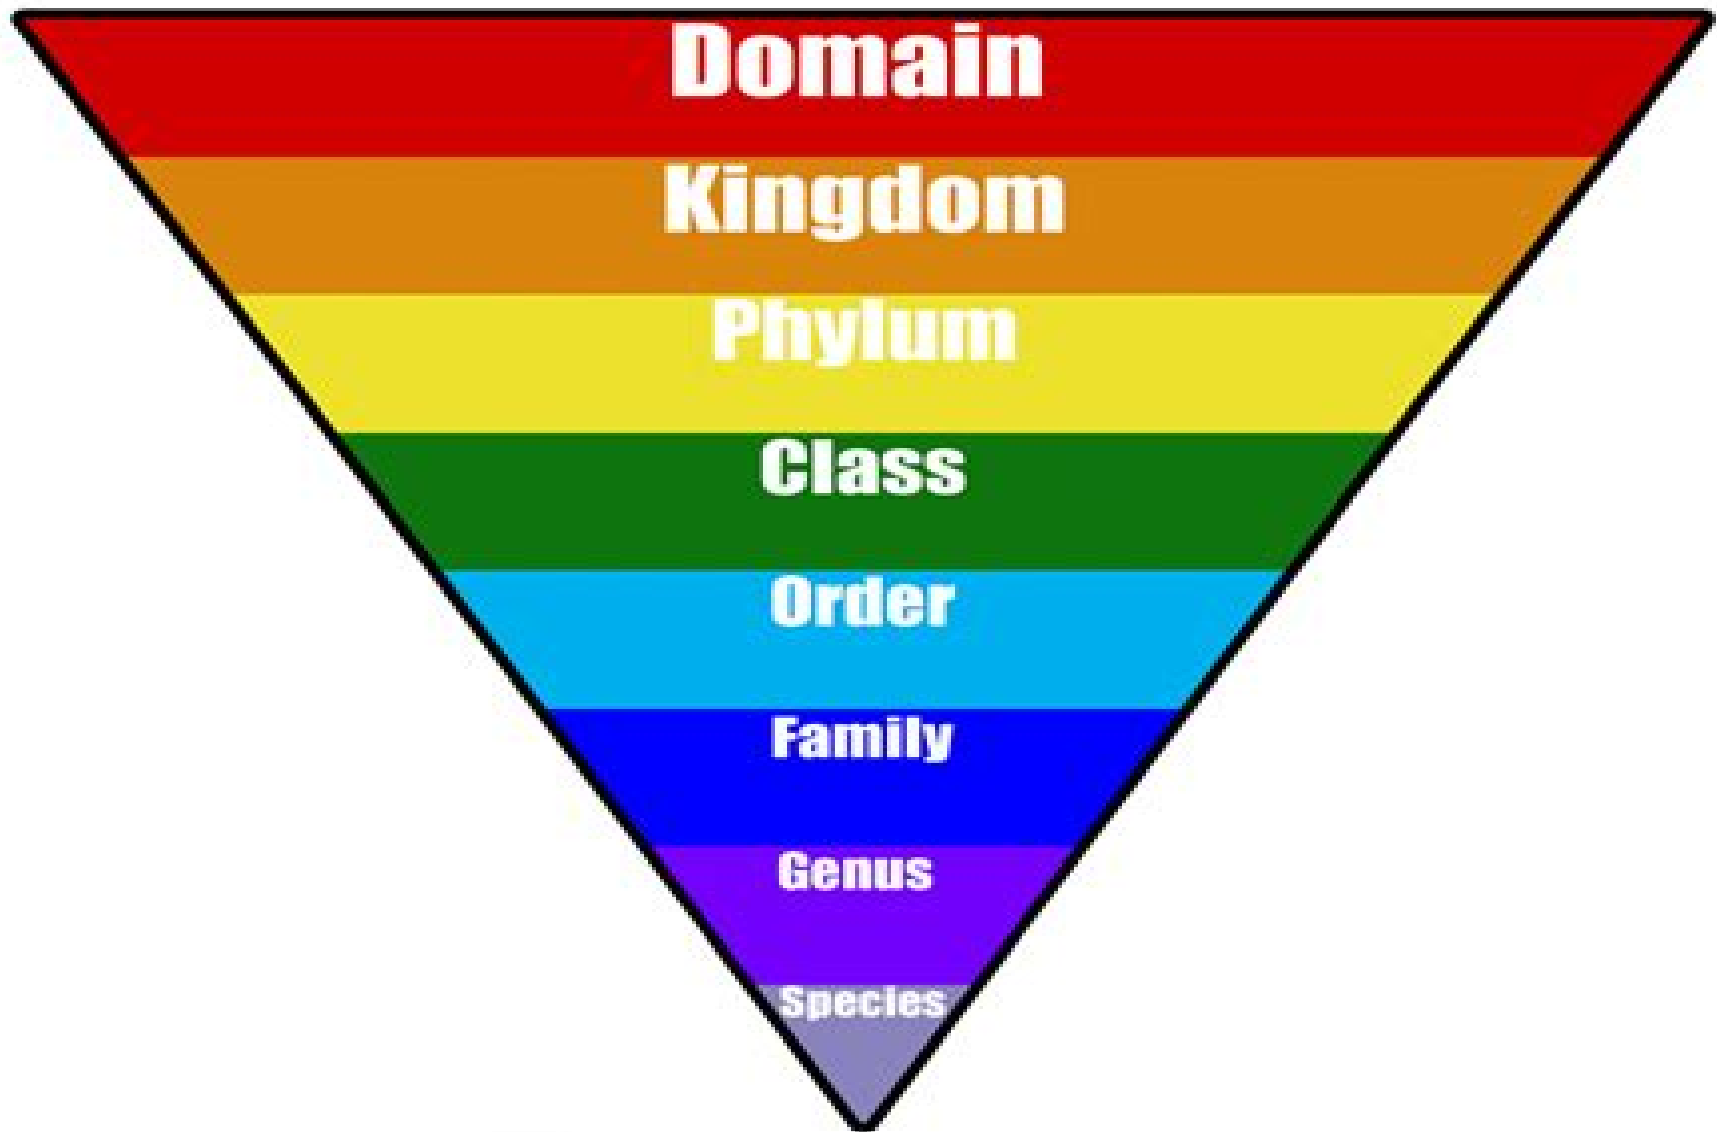 Domain
Kingdom
Phylum
Class
Order
Family
Genus
Species